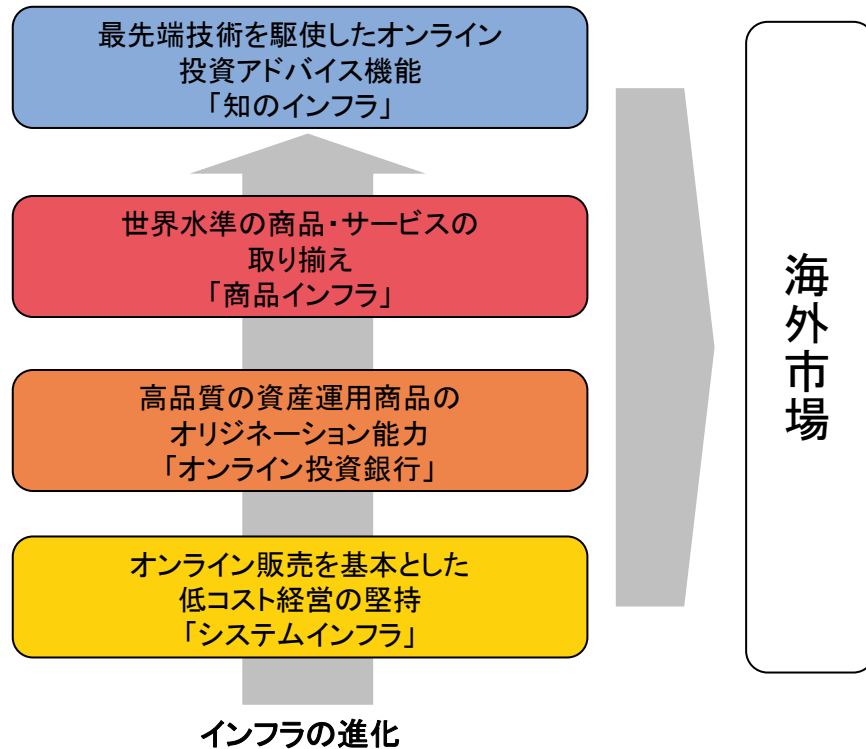 最先端技術を駆使したオンライン
投資アドバイス機能
「知のインフラ」
世界水準の商品・サービスの
取り揃え
「商品インフラ」
高品質の資産運用商品の
オリジネーション能力
「オンライン投資銀行」
オンライン販売を基本とした
低コスト経営の堅持
「システムインフラ」
インフラの進化
海外市場